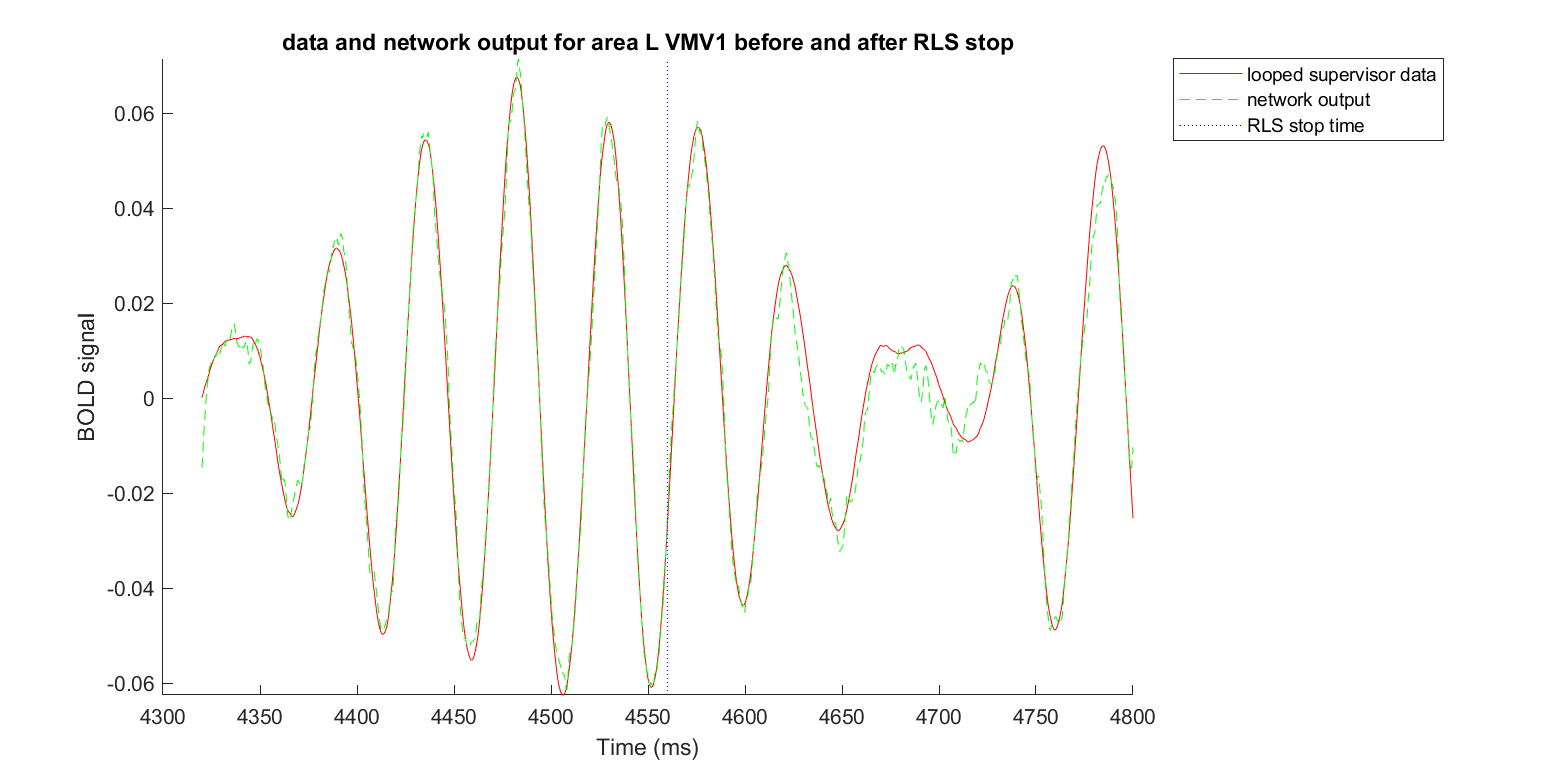 data and network output for area L VMV1 before and after RLS stop
looped supervisor data
network output
RLS stop time
BOLD signal
0.06
0.04
0.02
0
-0.02
-0.04
-0.06
4300 4350 4400 4450 4500 4550 4600 4650 4700 4750 4800
Time (ms)